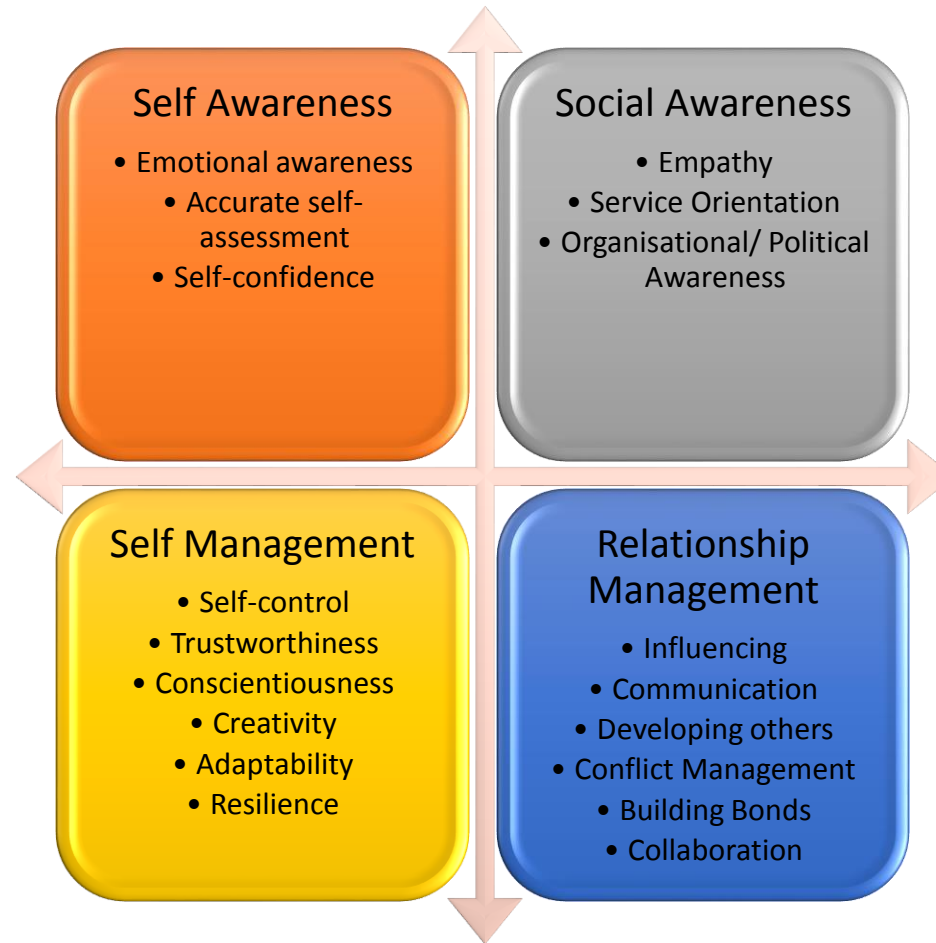 Self Awareness
• Emotional awareness
• Accurate self-
assessment
• Self-confidence
Social Awareness
• Empathy
• Service Orientation
• Organisational/ Political
Awareness
Self Management
• Self-control
• Trustworthiness
• Conscientiousness
• Creativity
• Adaptability
• Resilience
Relationship
Management
• Influencing
• Communication
• Developing others
• Conflict Management
• Building Bonds
• Collaboration